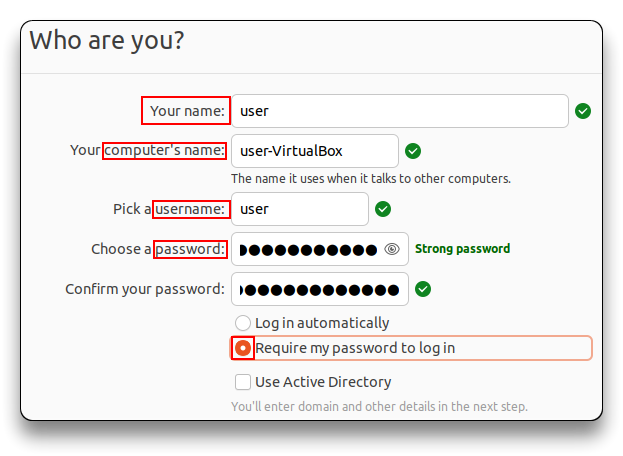 Who are you?
Your name: user
Your computer's name: user-VirtualBox
The name it uses when it talks to other computers.
Pick a username: user
Choose a password: ●●●●●●●●●●● Strong password
Confirm your password: ●●●●●●●●●●●●
Log in automatically
Require my password to log in
Use Active Directory
You'll enter domain and other details in the next step.